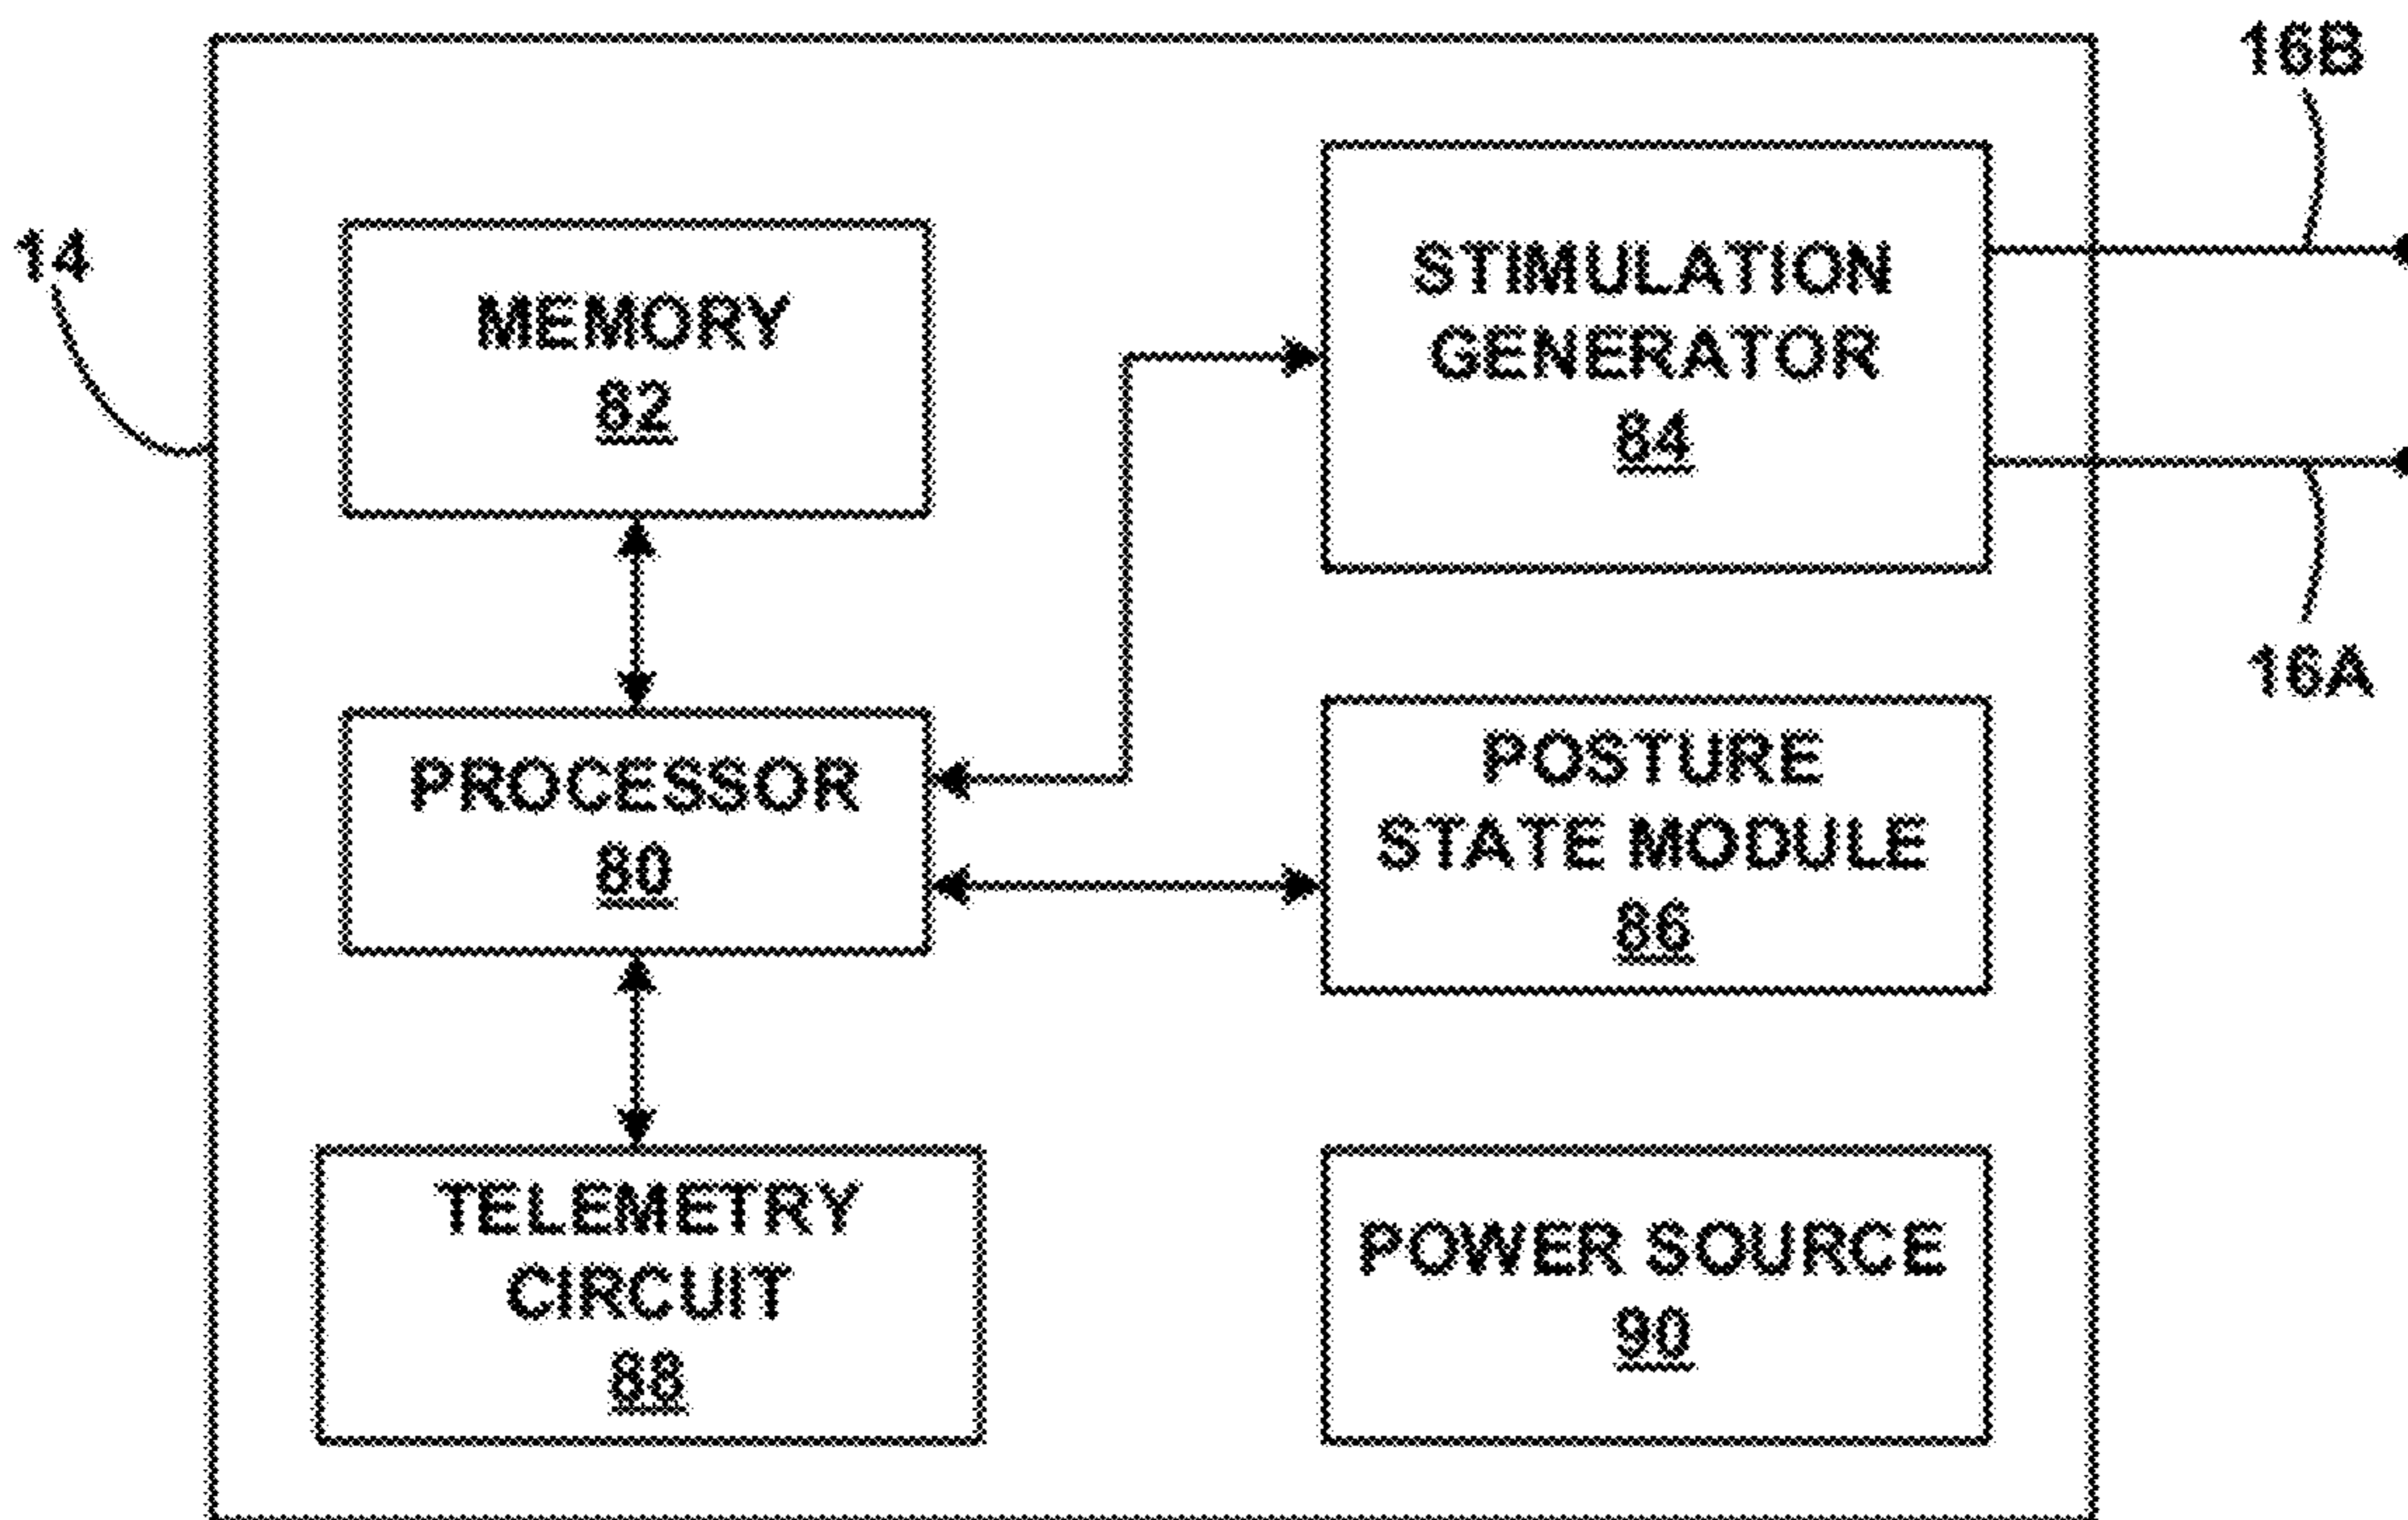 16B
14
MEMORY
82
STIMULATION
GENERATOR
84
16A
PROCESSOR
80
POSTURE
STATE MODULE
86
TELEMETRY
CIRCUIT
88
POWER SOURCE
90